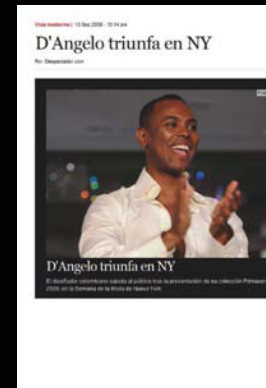 Vida moderna | 10 Sep 2008 - 10:14 am
D'Angelo triunfa en NY
Por: Elespectador.com
D'Angelo triunfa en NY
El diseñador colombiano saluda al público tras la presentación de su colección Primavera
2009, en la Semana de la Moda de Nueva York